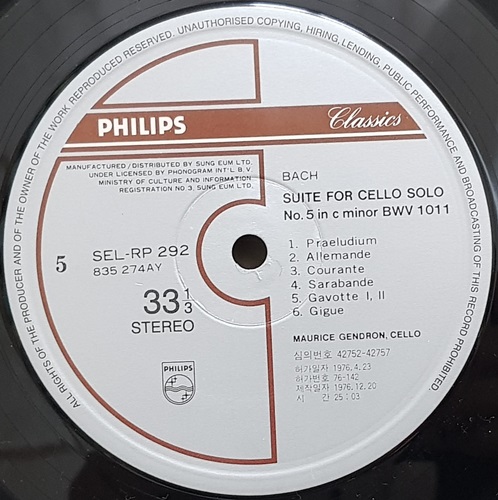 ALL RIGHTS OF THE PRODUCER AND OF THE OWNER OF THE WORK REPRODUCED RESERVED. UNAUTHORISED COPYING, HIRING, LENDING, PUBLIC PERFORMANCE AND BROADCASTING OF THIS RECORD PROHIBITED.
PHILIPS Classics
MANUFACTURED / DISTRIBUTED BY SUNG EUM LTD.
UNDER LICENSED BY PHONOGRAM INT'L B.V.
MINISTRY OF CULTURE AND INFORMATION
REGISTRATION NO.3. SUNG EUM LTD.
5
SEL-RP 292
835 274AY
33 1/3
STEREO
PHILIPS
BACH
SUITE FOR CELLO SOLO
No.5 in c minor BWV 1011
1. Praeludium
2. Allemande
3. Courante
4. Sarabande
5. Gavotte I, II
6. Gigue
MAURICE GENDRON, CELLO
심의번호 42752-42757
허가일자 1976.4.23
허가번호 76-142
제작일자 1976.12.20
시 간 25:03